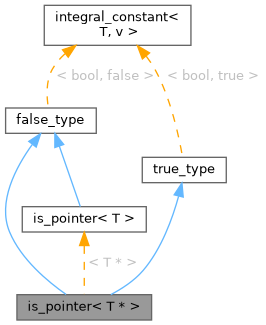 integral_constant<
T, v >
< bool, false >
< bool, true >
false_type
true_type
is_pointer< T >
< T * >
is_pointer< T * >